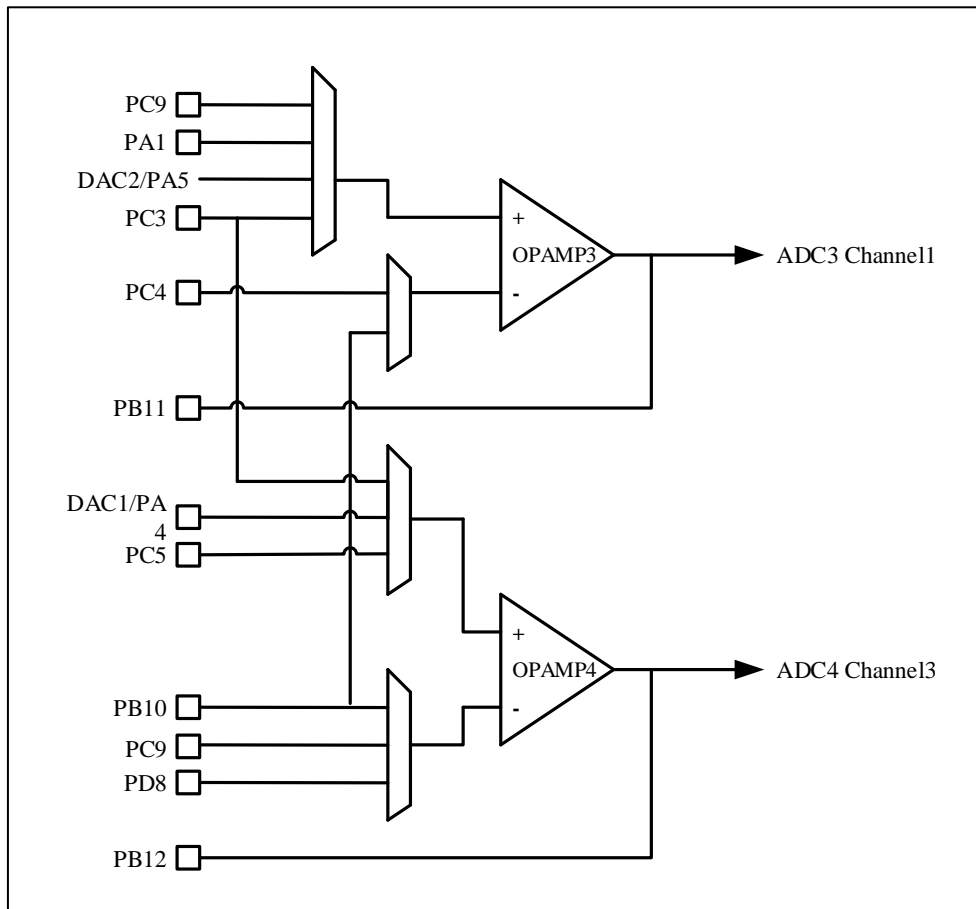 PC9
PA1
DAC2/PA5
PC3
+
OPAMP3
ADC3 Channel1
PC4
-
PB11
DAC1/PA
4
PC5
+
OPAMP4
ADC4 Channel3
PB10
-
PC9
PD8
PB12